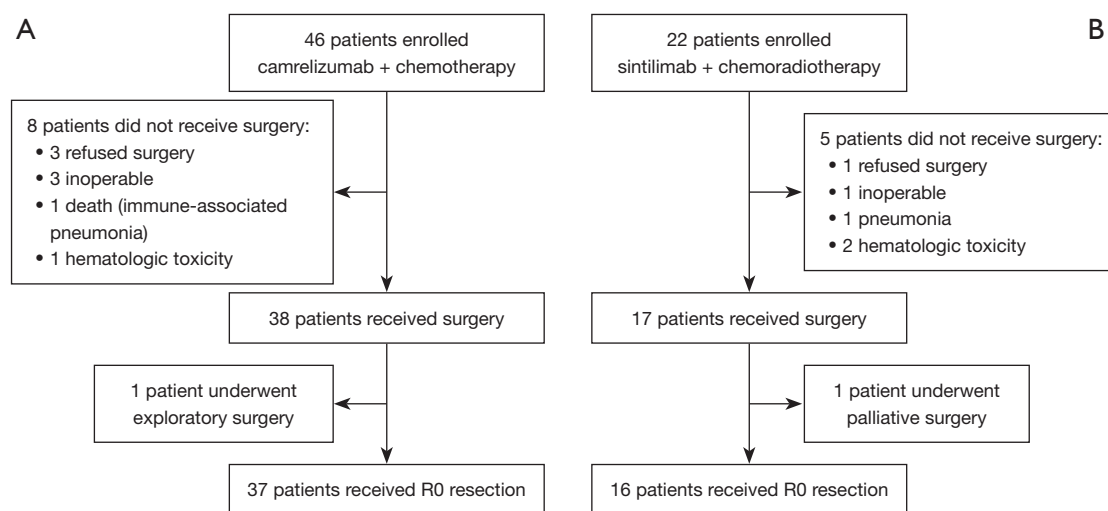 A
46 patients enrolled
camrelizumab + chemotherapy
8 patients did not receive surgery:
• 3 refused surgery
• 3 inoperable
• 1 death (immune-associated
pneumonia)
• 1 hematologic toxicity
38 patients received surgery
1 patient underwent
exploratory surgery
37 patients received R0 resection
B
22 patients enrolled
sintilimab + chemoradiotherapy
5 patients did not receive surgery:
• 1 refused surgery
• 1 inoperable
• 1 pneumonia
• 2 hematologic toxicity
17 patients received surgery
1 patient underwent
palliative surgery
16 patients received R0 resection